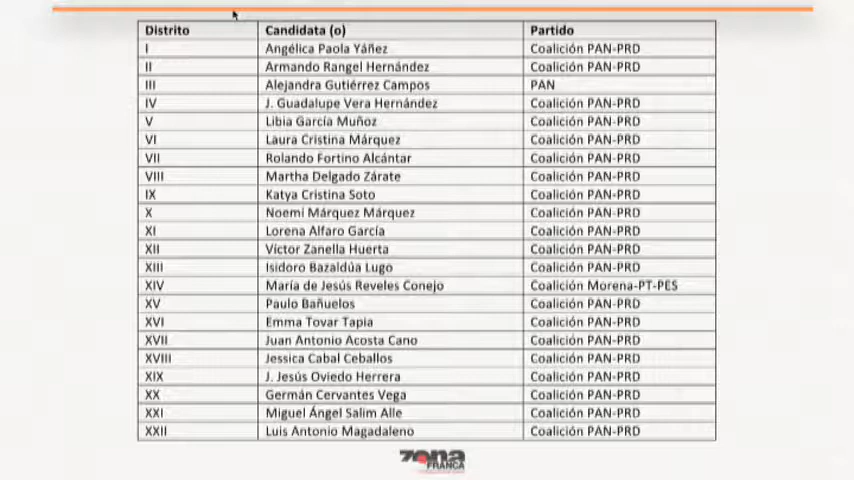 Distrito Candidata (o) Partido
I Angélica Paola Yáñez Coalición PAN-PRD
II Armando Rangel Hernández Coalición PAN-PRD
III Alejandra Gutiérrez Campos PAN
IV J. Guadalupe Vera Hernández Coalición PAN-PRD
V Libia García Muñoz Coalición PAN-PRD
VI Laura Cristina Márquez Coalición PAN-PRD
VII Rolando Fortino Alcántar Coalición PAN-PRD
VIII Martha Delgado Zárate Coalición PAN-PRD
IX Katya Cristina Soto Coalición PAN-PRD
X Noemí Márquez Márquez Coalición PAN-PRD
XI Lorena Alfaro García Coalición PAN-PRD
XII Víctor Zanella Huerta Coalición PAN-PRD
XIII Isidoro Bazaldúa Lugo Coalición PAN-PRD
XIV María de Jesús Reveles Conejo Coalición Morena-PT-PES
XV Paulo Bañuelos Coalición PAN-PRD
XVI Emma Tovar Tapia Coalición PAN-PRD
XVII Juan Antonio Acosta Cano Coalición PAN-PRD
XVIII Jessica Cabal Ceballos Coalición PAN-PRD
XIX J. Jesús Oviedo Herrera Coalición PAN-PRD
XX Germán Cervantes Vega Coalición PAN-PRD
XXI Miguel Ángel Salim Alle Coalición PAN-PRD
XXII Luis Antonio Magadaleno Coalición PAN-PRD
zona
FRANCA